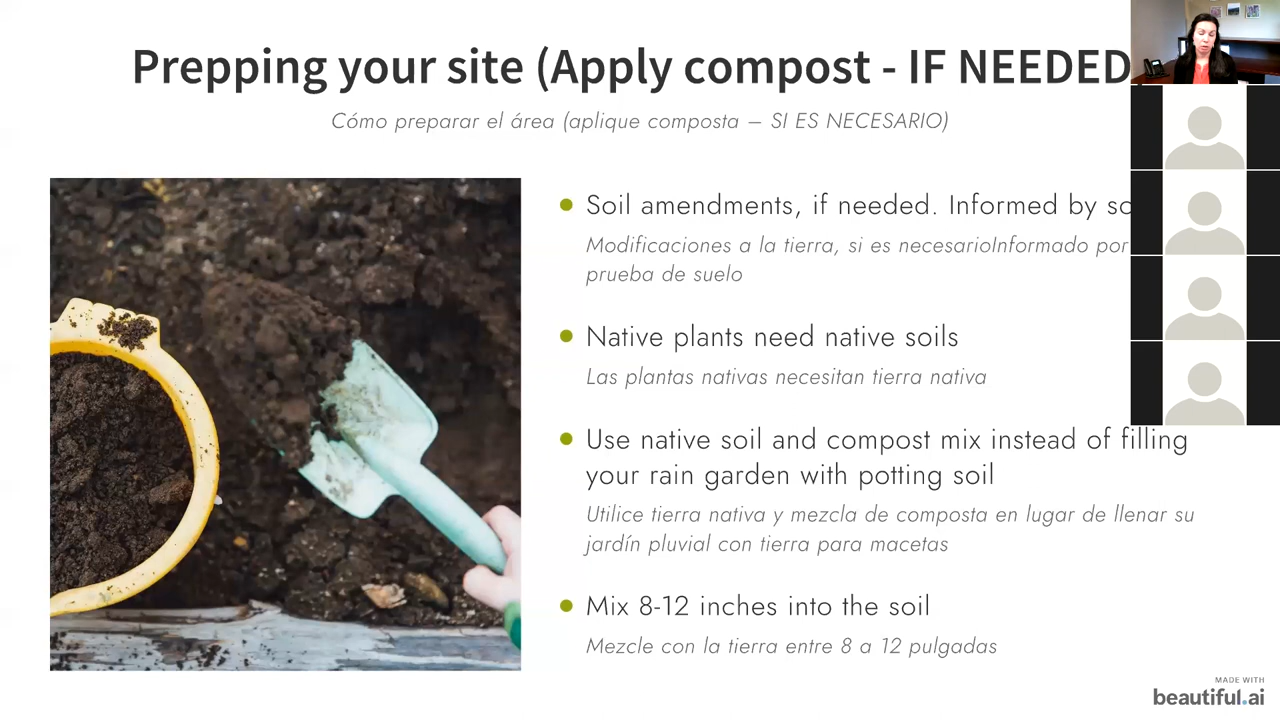 Prepping your site (Apply compost - IF NEEDED
Cómo preparar el área (aplique composta – SI ES NECESARIO)
Soil amendments, if needed. Informed by
Modificaciones a la tierra, si es necesarioInformado por
prueba de suelo
Native plants need native soils
Las plantas nativas necesitan tierra nativa
Use native soil and compost mix instead of filling
your rain garden with potting soil
Utilice tierra nativa y mezcla de composta en lugar de llenar su
jardín pluvial con tierra para macetas
Mix 8-12 inches into the soil
Mezcle con la tierra entre 8 a 12 pulgadas
MADE WITH
beautiful.ai